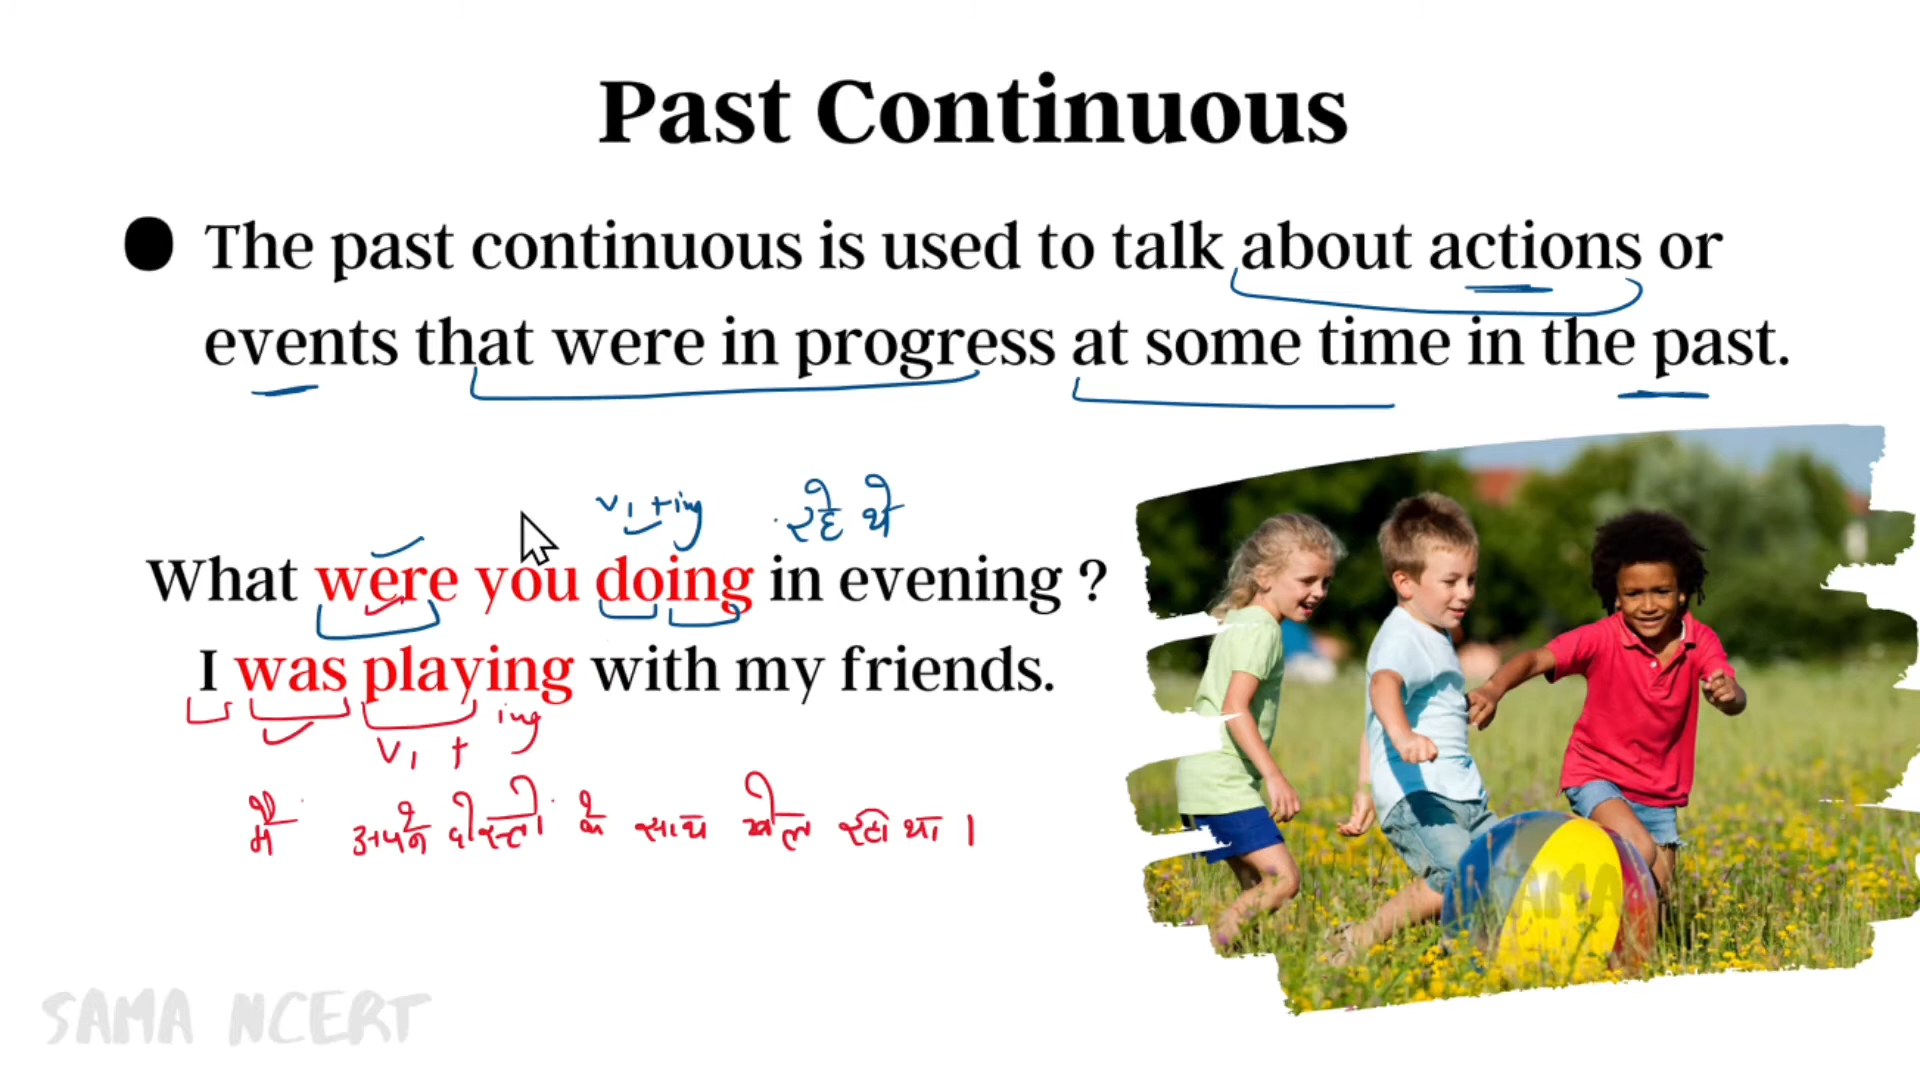 Past Continuous
● The past continuous is used to talk about actions or
events that were in progress at some time in the past.
v1 + ing रहे थे
What were you doing in evening ?
I was playing with my friends.
v1 + ing
मैं अपने दोस्तों के साथ खेल रहा था ।
SAMA
SAMA NCERT